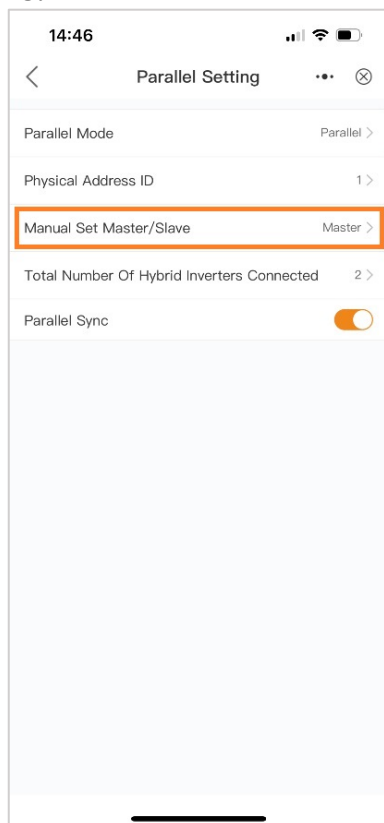 14:46
Parallel Setting
Parallel Mode Parallel >
Physical Address ID 1 >
Manual Set Master/Slave Master >
Total Number Of Hybrid Inverters Connected 2 >
Parallel Sync